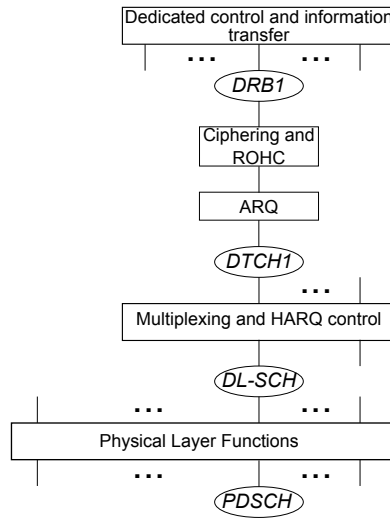 Dedicated control and information
transfer
... ...
DRB1
Ciphering and
ROHC
ARQ
DTCH1
...
Multiplexing and HARQ control
DL-SCH
... ...
Physical Layer Functions
... ...
PDSCH